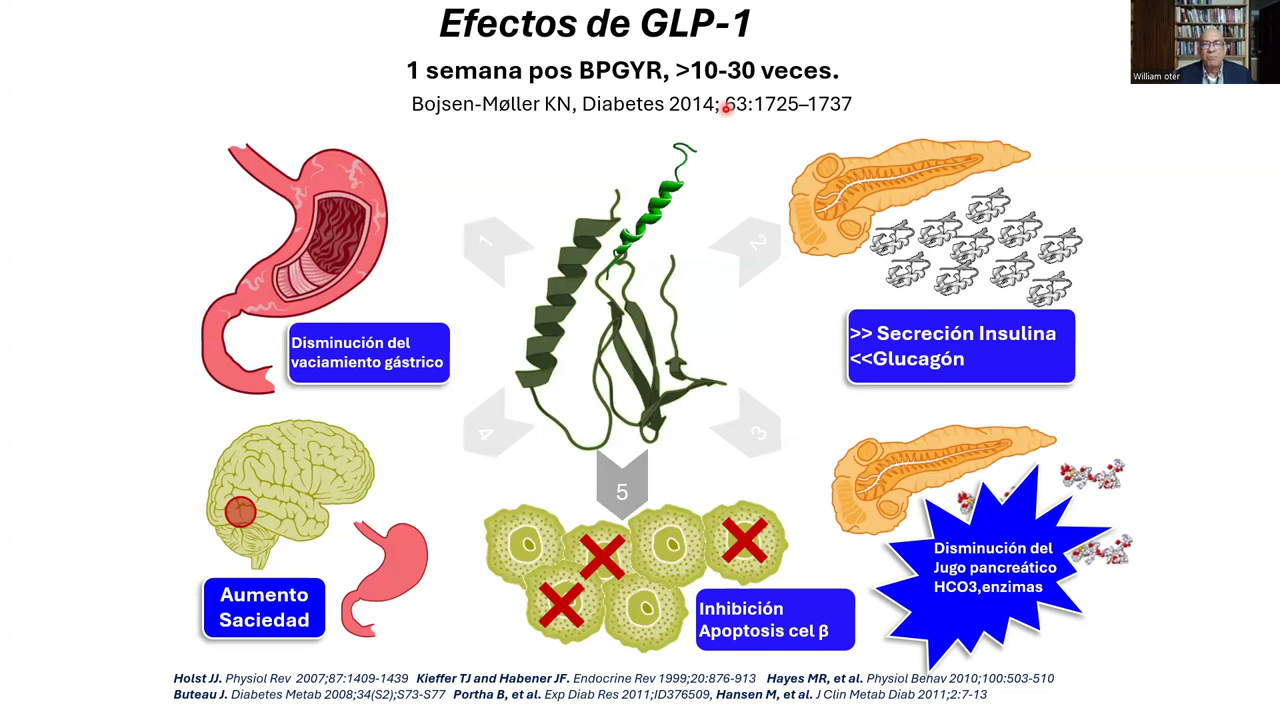 Efectos de GLP-1
1 semana pos BPGYR, >10-30 veces.
Bojsen-Møller KN, Diabetes 2014; 63:1725–1737
William oter
1
2
Disminución del
vaciamiento gástrico
>> Secreción Insulina
<<Glucagón
4
3
5
Aumento
Saciedad
Inhibición
Apoptosis cel β
Disminución del
Jugo pancreático
HCO3,enzimas
Holst JJ. Physiol Rev 2007;87:1409-1439 Kieffer TJ and Habener JF. Endocrine Rev 1999;20:876-913 Hayes MR, et al. Physiol Behav 2010;100:503-510
Buteau J. Diabetes Metab 2008;34(S2);S73-S77 Portha B, et al. Exp Diab Res 2011;ID376509, Hansen M, et al. J Clin Metab Diab 2011;2:7-13